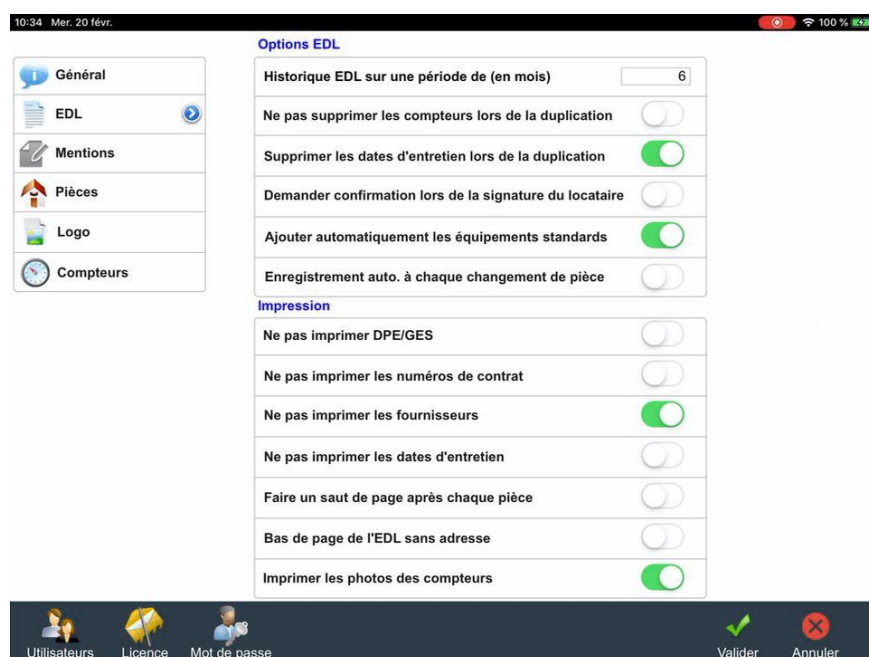 10:34 Mer. 20 févr.
100 %
Général
EDL
Mentions
Pièces
Logo
Compteurs
Options EDL
Historique EDL sur une période de (en mois) 6
Ne pas supprimer les compteurs lors de la duplication
Supprimer les dates d'entretien lors de la duplication
Demander confirmation lors de la signature du locataire
Ajouter automatiquement les équipements standards
Enregistrement auto. à chaque changement de pièce
Impression
Ne pas imprimer DPE/GES
Ne pas imprimer les numéros de contrat
Ne pas imprimer les fournisseurs
Ne pas imprimer les dates d'entretien
Faire un saut de page après chaque pièce
Bas de page de l'EDL sans adresse
Imprimer les photos des compteurs
Utilisateurs
Licence
Mot de passe
Valider
Annuler